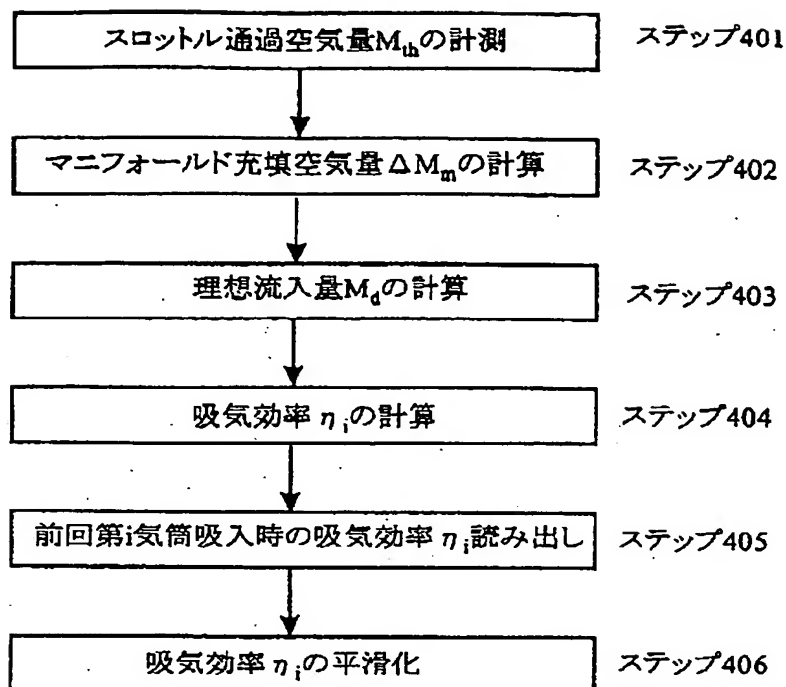 スロットル通過空気量Mthの計測 ステップ401
マニフォールド充填空気量ΔMmの計算 ステップ402
理想流入量Mdの計算 ステップ403
吸気効率ηiの計算 ステップ404
前回第i気筒吸入時の吸気効率ηi読み出し ステップ405
吸気効率ηiの平滑化 ステップ406